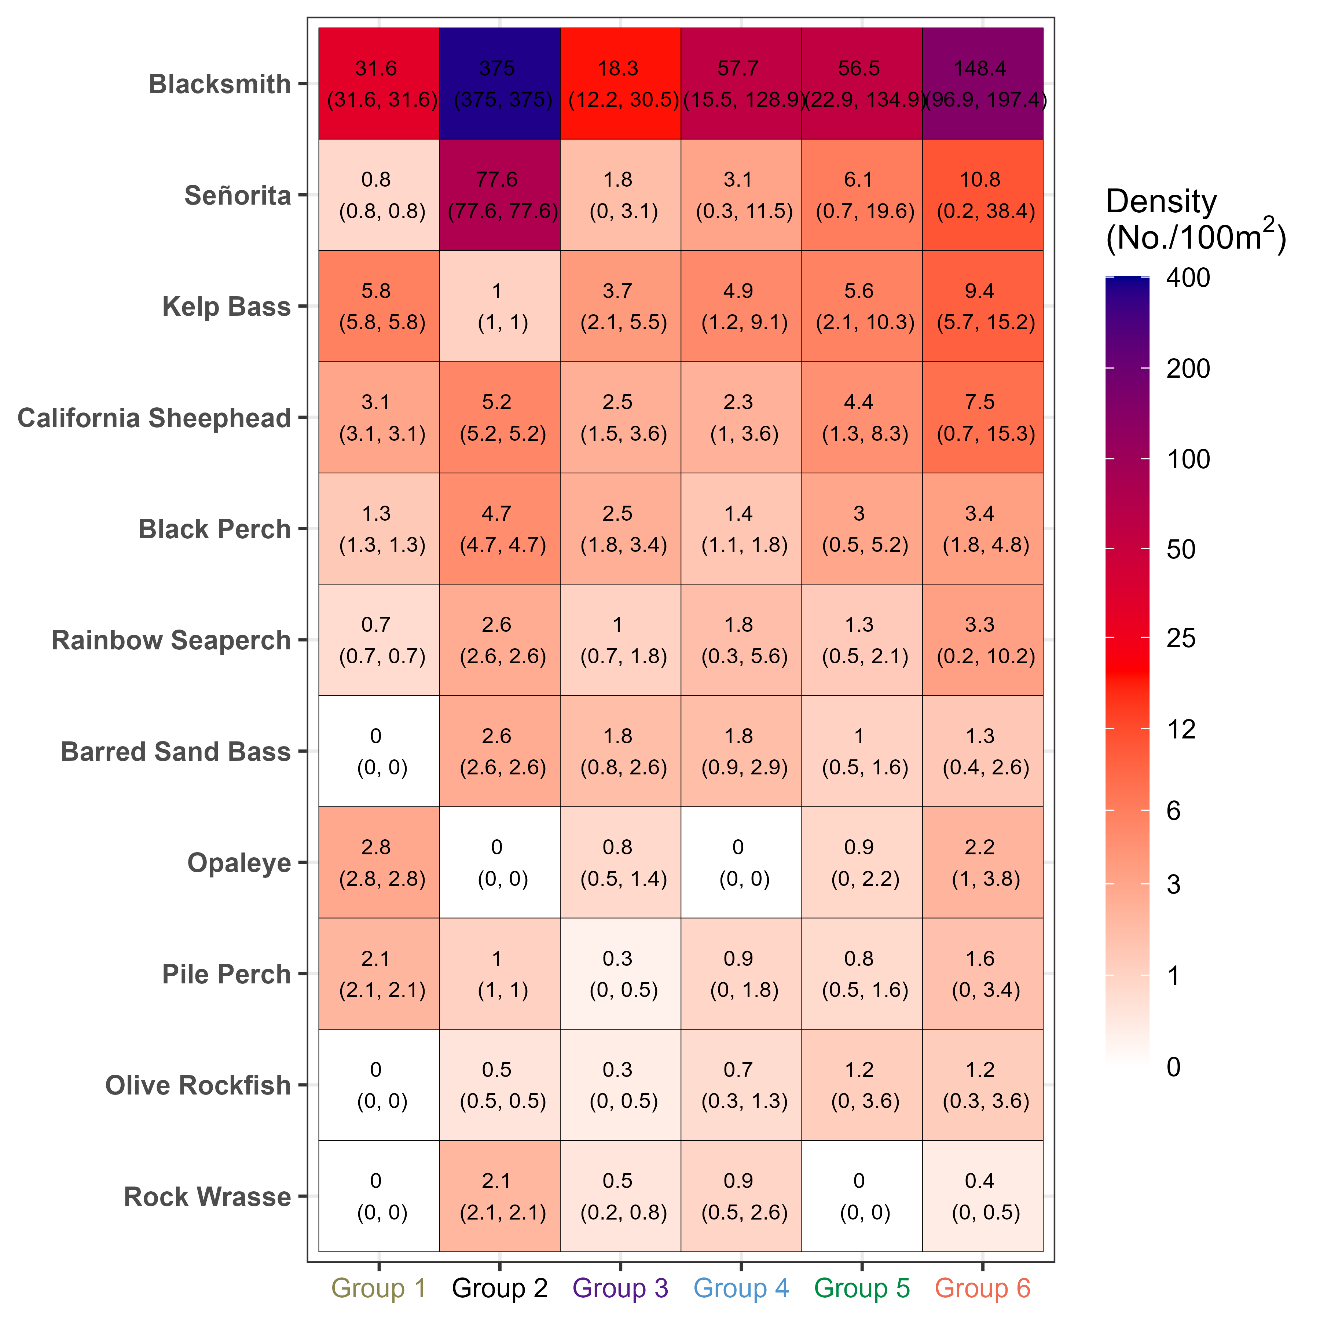 Blacksmith 31.6 375 18.3 57.7 56.5 148.4
(31.6, 31.6) (375, 375) (12.2, 30.5) (15.5, 128.9) (22.9, 134.9) (96.9, 197.4)
Señorita 0.8 77.6 1.8 3.1 6.1 10.8
(0.8, 0.8) (77.6, 77.6) (0, 3.1) (0.3, 11.5) (0.7, 19.6) (0.2, 38.4)
Kelp Bass 5.8 1 3.7 4.9 5.6 9.4
(5.8, 5.8) (1, 1) (2.1, 5.5) (1.2, 9.1) (2.1, 10.3) (5.7, 15.2)
California Sheephead 3.1 5.2 2.5 2.3 4.4 7.5
(3.1, 3.1) (5.2, 5.2) (1.5, 3.6) (1, 3.6) (1.3, 8.3) (0.7, 15.3)
Black Perch 1.3 4.7 2.5 1.4 3 3.4
(1.3, 1.3) (4.7, 4.7) (1.8, 3.4) (1.1, 1.8) (0.5, 5.2) (1.8, 4.8)
Rainbow Seaperch 0.7 2.6 1 1.8 1.3 3.3
(0.7, 0.7) (2.6, 2.6) (0.7, 1.8) (0.3, 5.6) (0.5, 2.1) (0.2, 10.2)
Barred Sand Bass 0 2.6 1.8 1.8 1 1.3
(0, 0) (2.6, 2.6) (0.8, 2.6) (0.9, 2.9) (0.5, 1.6) (0.4, 2.6)
Opaleye 2.8 0 0.8 0 0.9 2.2
(2.8, 2.8) (0, 0) (0.5, 1.4) (0, 0) (0, 2.2) (1, 3.8)
Pile Perch 2.1 1 0.3 0.9 0.8 1.6
(2.1, 2.1) (1, 1) (0, 0.5) (0, 1.8) (0.5, 1.6) (0, 3.4)
Olive Rockfish 0 0.5 0.3 0.7 1.2 1.2
(0, 0) (0.5, 0.5) (0, 0.5) (0.3, 1.3) (0, 3.6) (0.3, 3.6)
Rock Wrasse 0 2.1 0.5 0.9 0 0.4
(0, 0) (2.1, 2.1) (0.2, 0.8) (0.5, 2.6) (0, 0) (0, 0.5)
Group 1 Group 2 Group 3 Group 4 Group 5 Group 6
Density
(No./100m²)
400
200
100
50
25
12
6
3
1
0